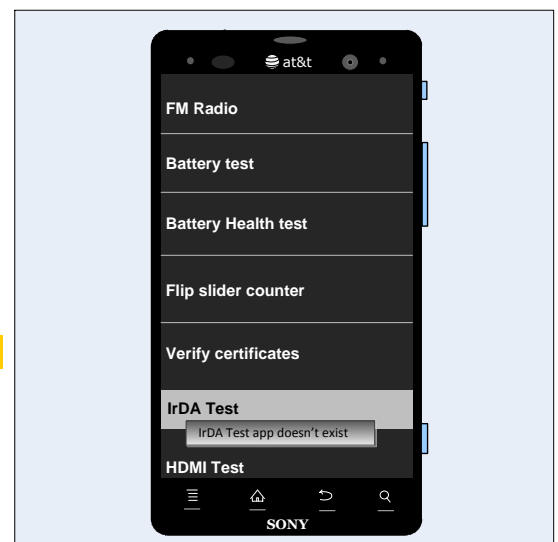 at&t
FM Radio
Battery test
Battery Health test
Flip slider counter
Verify certificates
IrDA Test
IrDA Test app doesn’t exist
HDMI Test
SONY